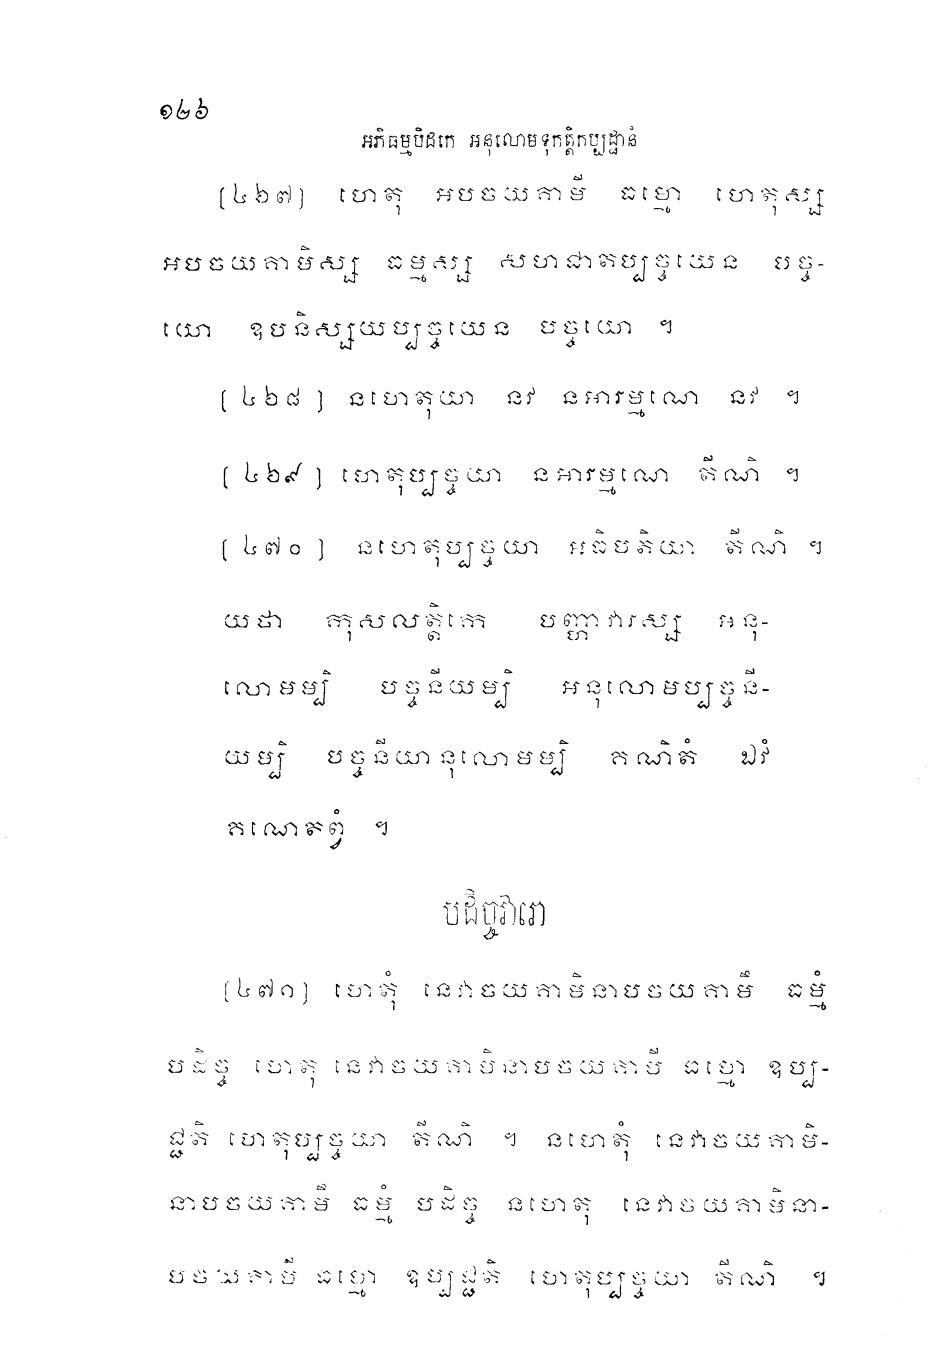 ១២៦
អភិធម្មបិដកេ អនុលោមទុកត្តិកប្បដ្ឋានំ
[៤៦៧] ហេតុ អបចយគាមី ធម្មោ ហេតុស្ស
អបចយគាមិស្ស ធម្មស្ស សហជាតប្បច្ចយេន បច្ច-
យោ ឧបនិស្សយប្បច្ចយេន បច្ចយោ ។
[៤៦៨] នហេតុយា នវ នអារម្មណេ នវ ។
[៤៦៩] ហេតុប្បច្ចយា នអារម្មណេ តីណិ ។
[៤៧០] នហេតុប្បច្ចយា អធិបតិយា តីណិ ។
យថា កុសលត្តិកេ បញ្ហាវារស្ស អនុ-
លោមម្បិ បច្ចនីយម្បិ អនុលោមប្បច្ចនី-
យម្បិ បច្ចនីយានុលោមម្បិ គណិតំ ឯវំ
គណេតព្វំ ។
បដិច្ចវារោ
[៤៧១] ហេតុំ នេវាចយគាមិនាបចយគាមឹ ធម្មំ
បដិច្ច ហេតុ នេវាចយគាមិនាបចយគាមី ធម្មោ ឧប្ប-
ជ្ជតិ ហេតុប្បច្ចយា តីណិ ។ នហេតុំ នេវាចយគាមិ-
នាបចយគាមឹ ធម្មំ បដិច្ច នហេតុ នេវាចយគាមិនា-
បចយគាមី ធម្មោ ឧប្បជ្ជតិ ហេតុប្បច្ចយា តីណិ ។